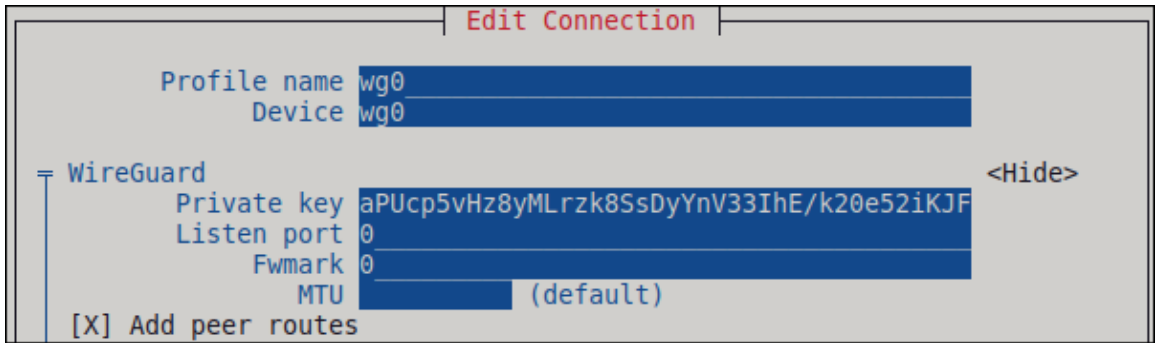 Edit Connection
Profile name wg0
Device wg0
WireGuard <Hide>
Private key aPUcp5vHz8yMLrzk8SsDyYnV33IhE/k20e52iKJF
Listen port 0
Fwmark 0
MTU (default)
[X] Add peer routes